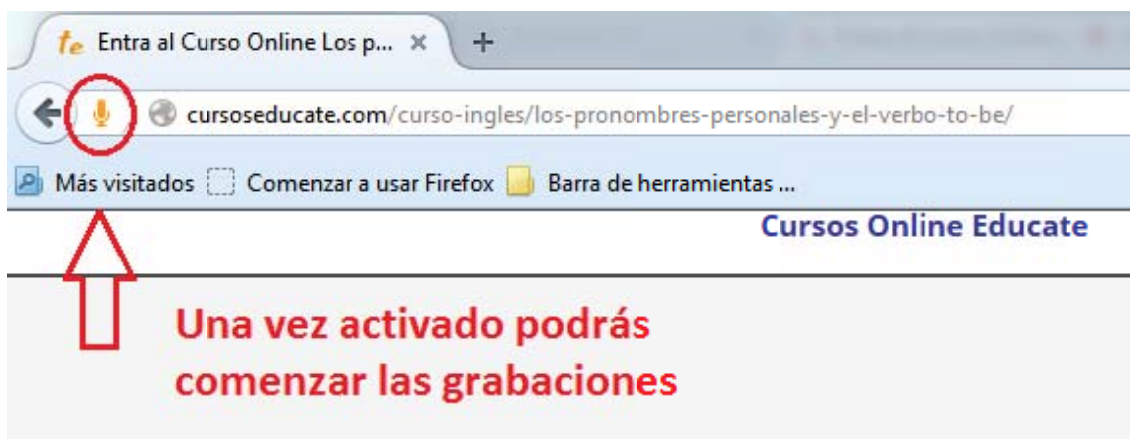 te Entra al Curso Online Los p...
cursoseducate.com/curso-ingles/los-pronombres-personales-y-el-verbo-to-be/
Más visitados Comenzar a usar Firefox Barra de herramientas ...
Cursos Online Educate
Una vez activado podrás
comenzar las grabaciones